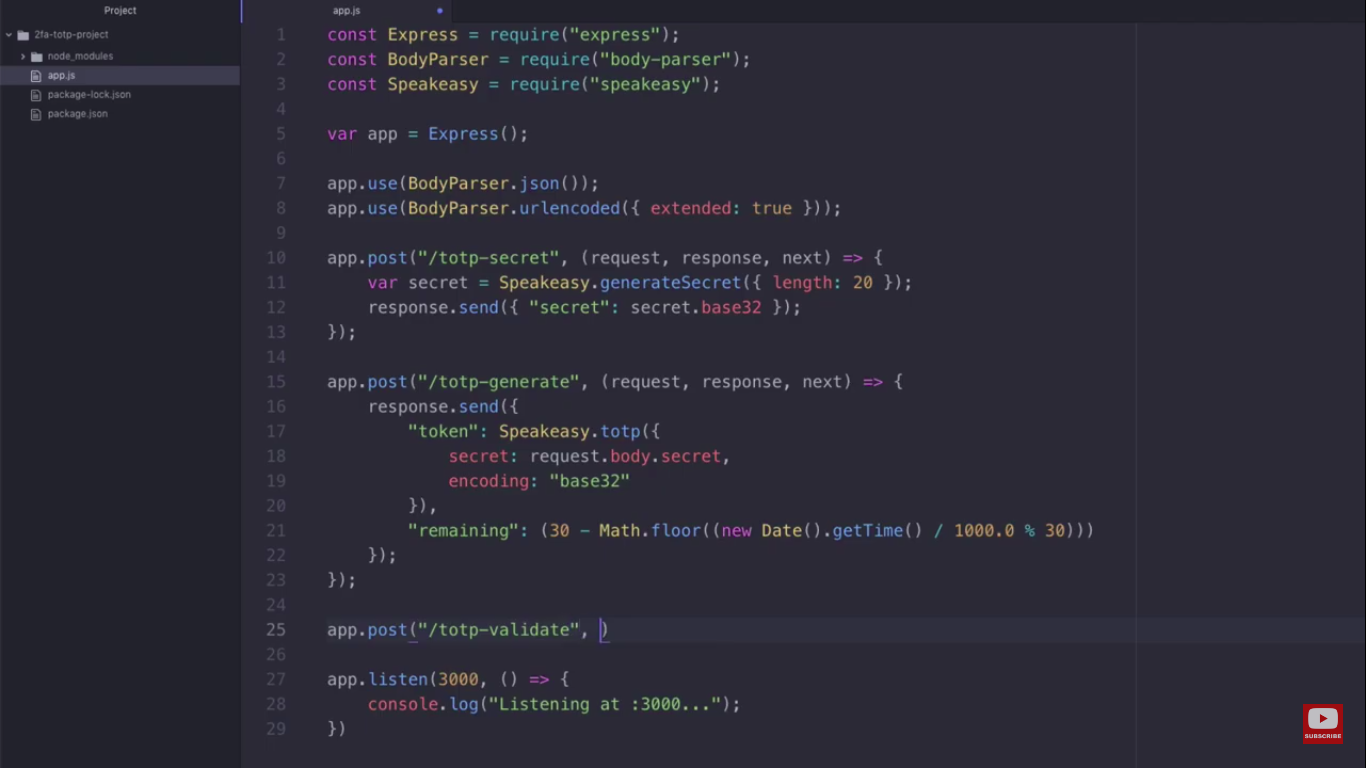 Project
2fa-totp-project
node_modules
app.js
package-lock.json
package.json
app.js
1 const Express = require("express");
2 const BodyParser = require("body-parser");
3 const Speakeasy = require("speakeasy");
4
5 var app = Express();
6
7 app.use(BodyParser.json());
8 app.use(BodyParser.urlencoded({ extended: true }));
9
10 app.post("/totp-secret", (request, response, next) => {
11     var secret = Speakeasy.generateSecret({ length: 20 });
12     response.send({ "secret": secret.base32 });
13 });
14
15 app.post("/totp-generate", (request, response, next) => {
16     response.send({
17         "token": Speakeasy.totp({
18             secret: request.body.secret,
19             encoding: "base32"
20         }),
21         "remaining": (30 - Math.floor((new Date().getTime() / 1000.0 % 30)))
22     });
23 });
24
25 app.post("/totp-validate", )
26
27 app.listen(3000, () => {
28     console.log("Listening at :3000...");
29 })
SUBSCRIBE